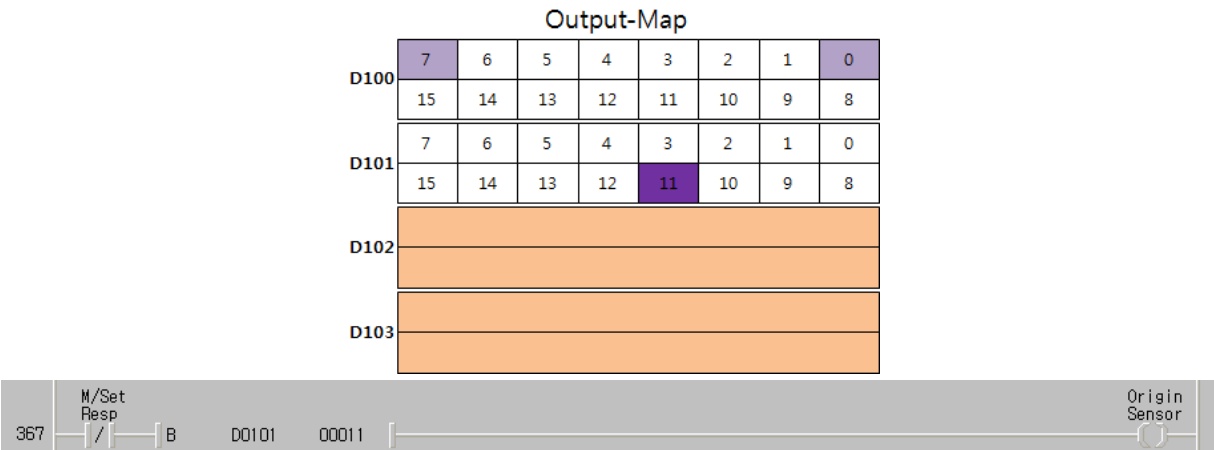 Output-Map
D100
7 6 5 4 3 2 1 0
15 14 13 12 11 10 9 8
D101
7 6 5 4 3 2 1 0
15 14 13 12 11 10 9 8
D102
D103
M/Set
Resp
Origin
Sensor
367 B D0101 00011